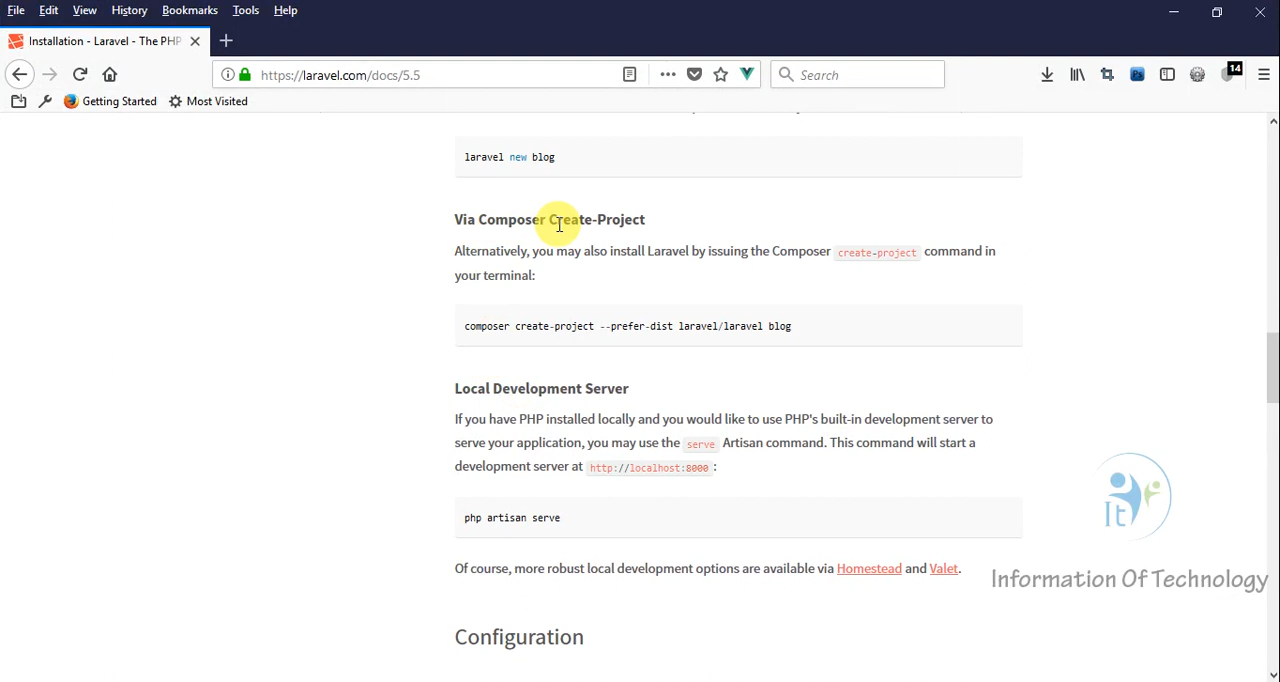 File Edit View History Bookmarks Tools Help
Installation - Laravel - The PHP
https://laravel.com/docs/5.5
Search
14
Getting Started Most Visited
laravel new blog
Via Composer Create-Project
Alternatively, you may also install Laravel by issuing the Composer create-project command in
your terminal:
composer create-project --prefer-dist laravel/laravel blog
Local Development Server
If you have PHP installed locally and you would like to use PHP's built-in development server to
serve your application, you may use the serve Artisan command. This command will start a
development server at http://localhost:8000 :
php artisan serve
Of course, more robust local development options are available via Homestead and Valet.
Configuration
It
Information Of Technology